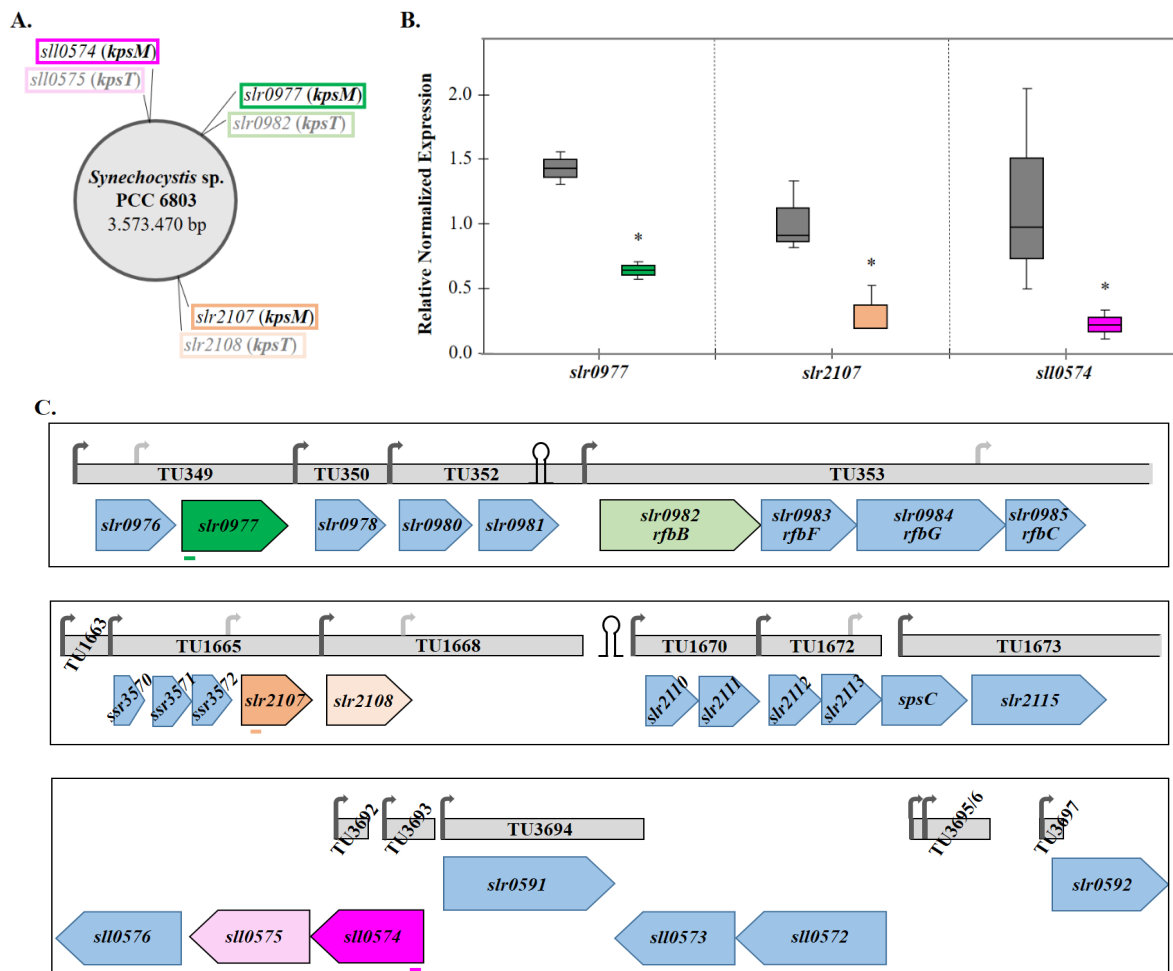 A.
sll0574 (kpsM)
sll0575 (kpsT)
slr0977 (kpsM)
slr0982 (kpsT)
Synechocystis sp.
PCC 6803
3.573.470 bp
slr2107 (kpsM)
slr2108 (kpsT)
B.
Relative Normalized Expression
2.0
1.5
1.0
0.5
0.0
*
*
*
slr0977
slr2107
sll0574
C.
TU349
TU350
TU352
TU353
slr0976
slr0977
slr0978
slr0980
slr0981
slr0982
rfbB
slr0983
rfbF
slr0984
rfbG
slr0985
rfbC
TU1663
TU1665
TU1668
TU1670
TU1672
TU1673
ssr3570
ssr3571
ssr3572
slr2107
slr2108
slr2110
slr2111
slr2112
slr2113
spsC
slr2115
TU3692
TU3693
TU3694
TU3695/6
TU3697
slr0591
slr0592
sll0576
sll0575
sll0574
sll0573
sll0572